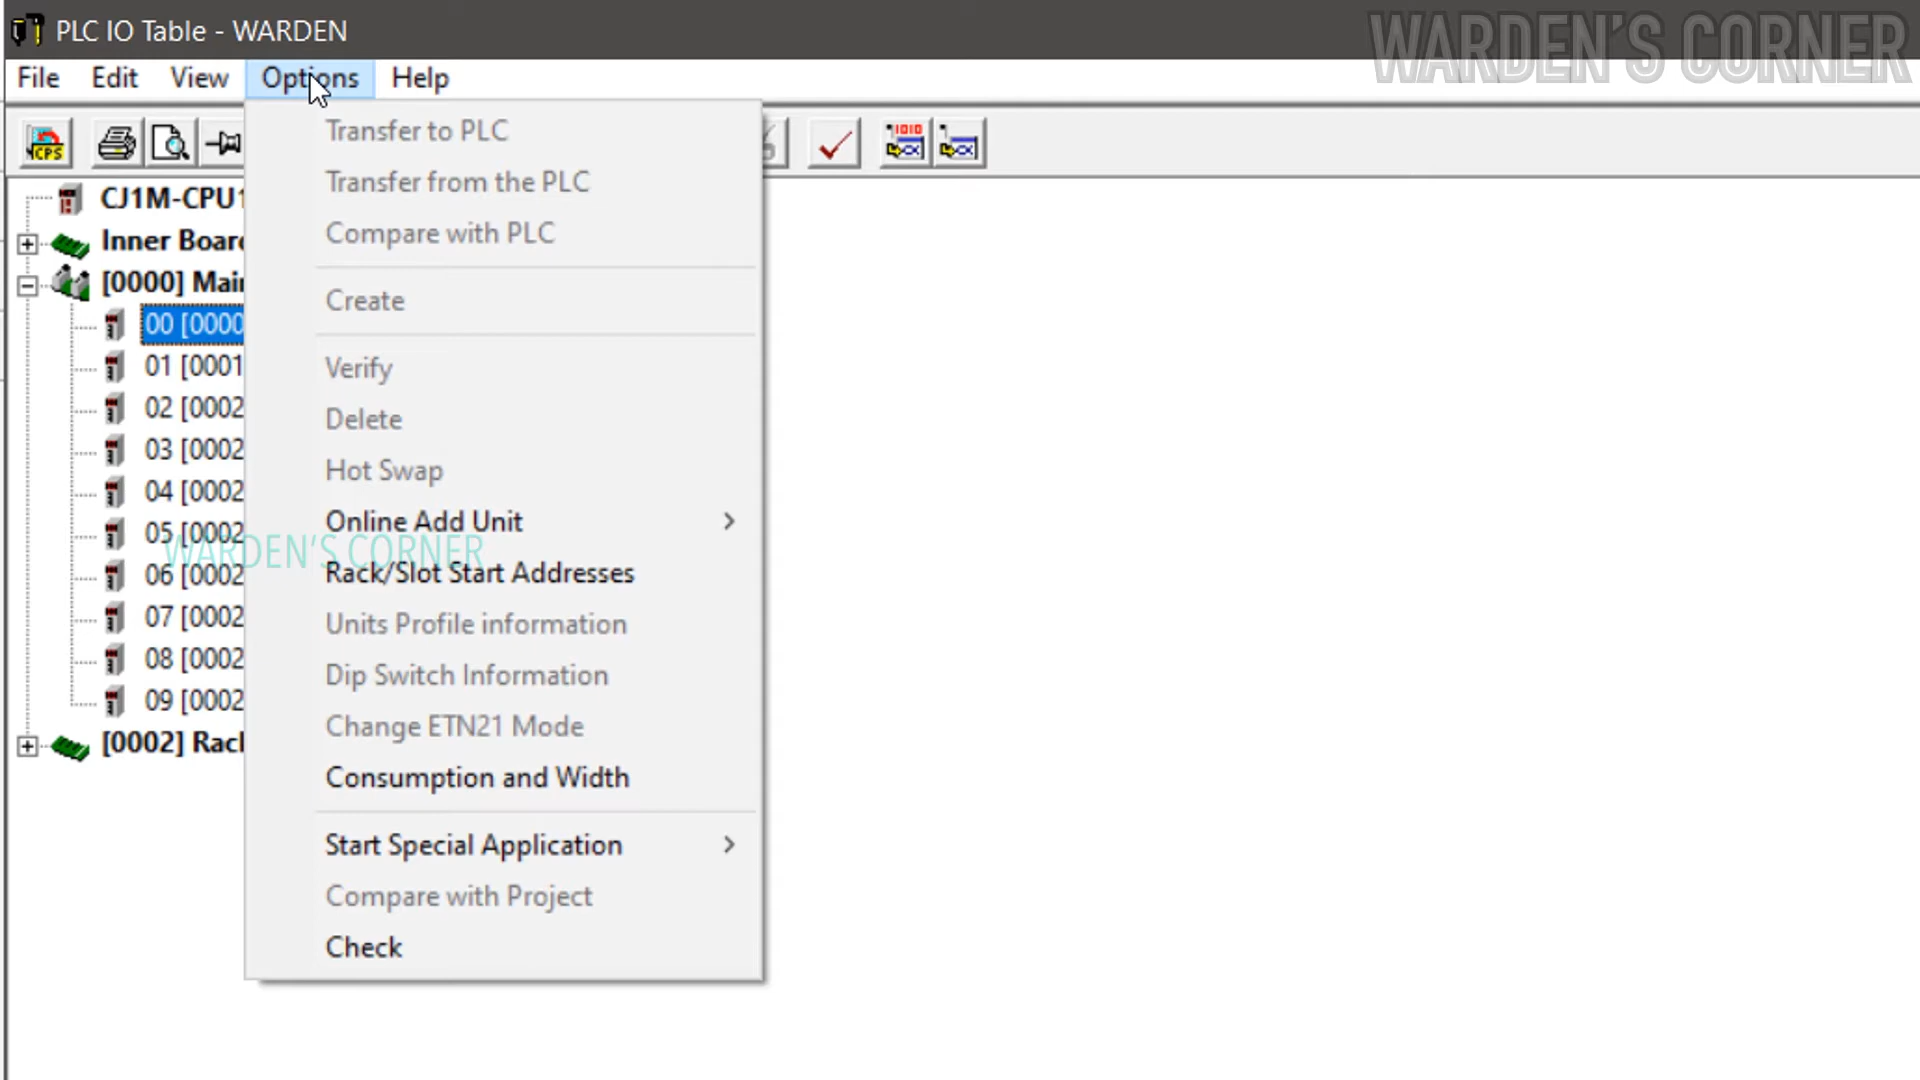 PLC IO Table - WARDEN
WARDEN'S CORNER
File Edit View Options Help
CPS
1010
CJ1M-CPU1
Inner Boar
[0000] Mai
00 [0000
01 [0001
02 [0002
03 [0002
04 [0002
05 [0002
06 [0002
07 [0002
08 [0002
09 [0002
[0002] Rac
Transfer to PLC
Transfer from the PLC
Compare with PLC
Create
Verify
Delete
Hot Swap
Online Add Unit
WARDEN'S CORNER
Rack/Slot Start Addresses
Units Profile information
Dip Switch Information
Change ETN21 Mode
Consumption and Width
Start Special Application
Compare with Project
Check